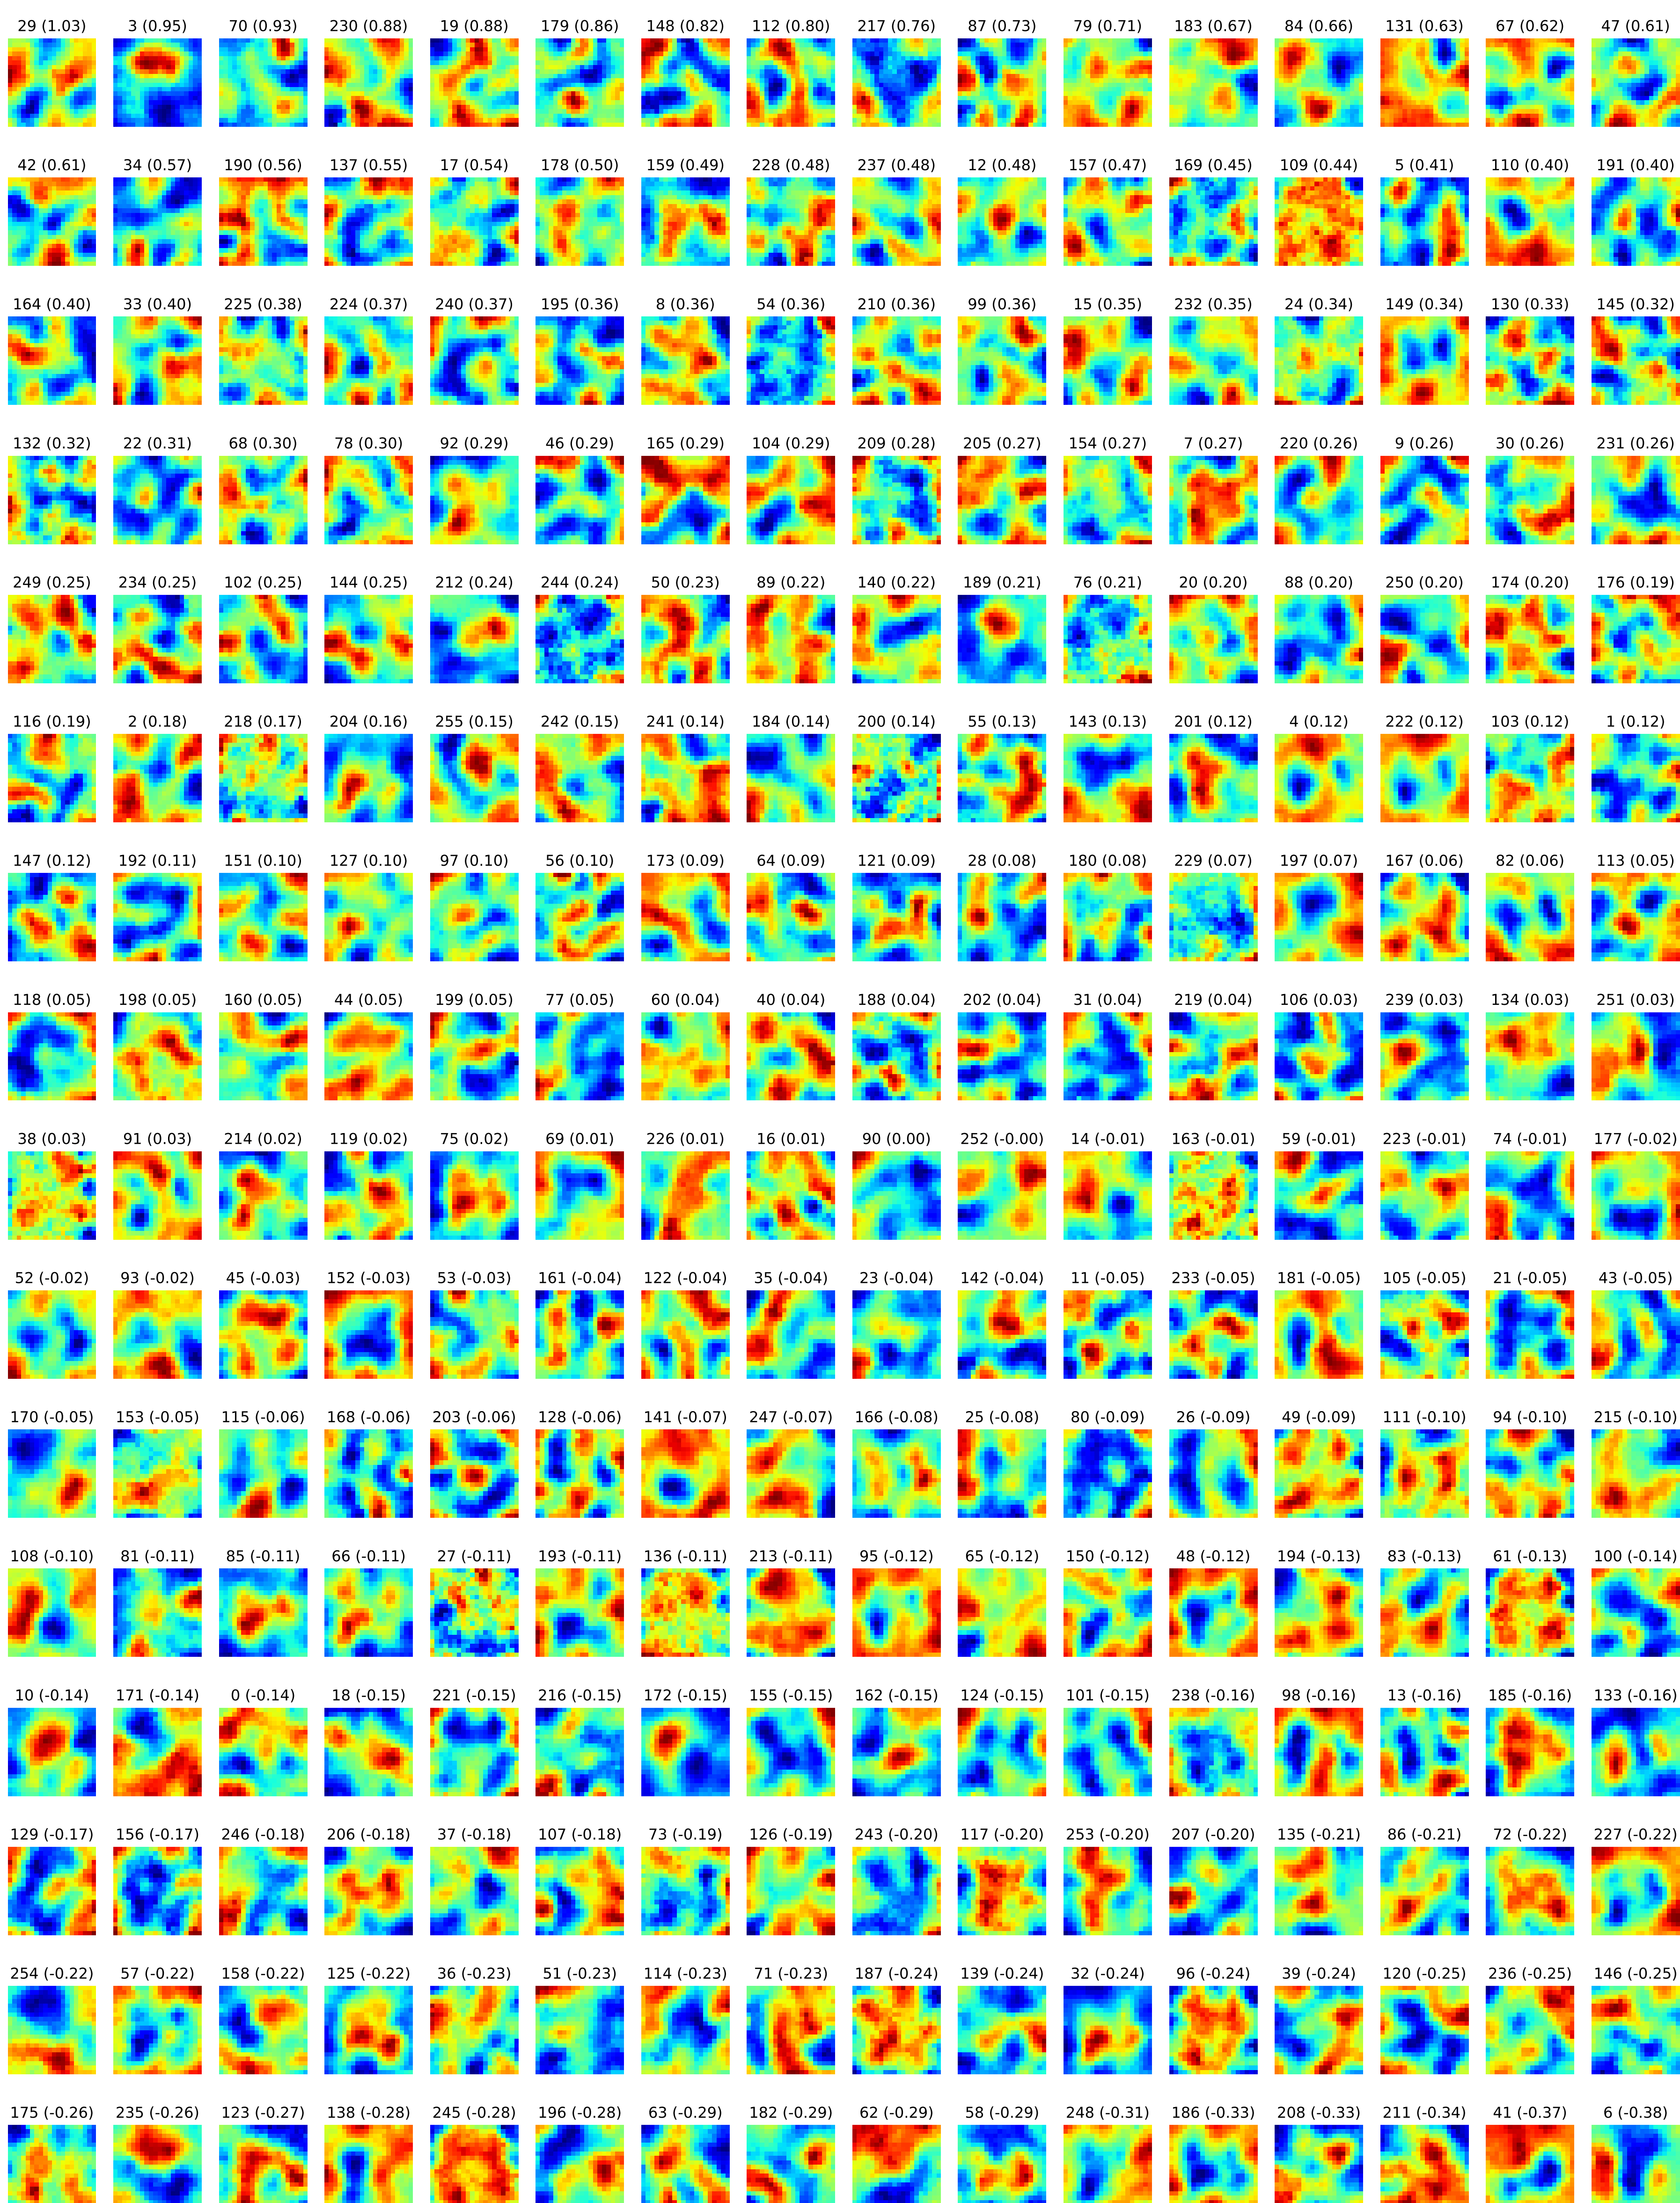 29 (1.03) 3 (0.95) 70 (0.93) 230 (0.88) 19 (0.88) 179 (0.86) 148 (0.82) 112 (0.80) 217 (0.76) 87 (0.73) 79 (0.71) 183 (0.67) 84 (0.66) 131 (0.63) 67 (0.62) 47 (0.61)
42 (0.61) 34 (0.57) 190 (0.56) 137 (0.55) 17 (0.54) 178 (0.50) 159 (0.49) 228 (0.48) 237 (0.48) 12 (0.48) 157 (0.47) 169 (0.45) 109 (0.44) 5 (0.41) 110 (0.40) 191 (0.40)
164 (0.40) 33 (0.40) 225 (0.38) 224 (0.37) 240 (0.37) 195 (0.36) 8 (0.36) 54 (0.36) 210 (0.36) 99 (0.36) 15 (0.35) 232 (0.35) 24 (0.34) 149 (0.34) 130 (0.33) 145 (0.32)
132 (0.32) 22 (0.31) 68 (0.30) 78 (0.30) 92 (0.29) 46 (0.29) 165 (0.29) 104 (0.29) 209 (0.28) 205 (0.27) 154 (0.27) 7 (0.27) 220 (0.26) 9 (0.26) 30 (0.26) 231 (0.26)
249 (0.25) 234 (0.25) 102 (0.25) 144 (0.25) 212 (0.24) 244 (0.24) 50 (0.23) 89 (0.22) 140 (0.22) 189 (0.21) 76 (0.21) 20 (0.20) 88 (0.20) 250 (0.20) 174 (0.20) 176 (0.19)
116 (0.19) 2 (0.18) 218 (0.17) 204 (0.16) 255 (0.15) 242 (0.15) 241 (0.14) 184 (0.14) 200 (0.14) 55 (0.13) 143 (0.13) 201 (0.12) 4 (0.12) 222 (0.12) 103 (0.12) 1 (0.12)
147 (0.12) 192 (0.11) 151 (0.10) 127 (0.10) 97 (0.10) 56 (0.10) 173 (0.09) 64 (0.09) 121 (0.09) 28 (0.08) 180 (0.08) 229 (0.07) 197 (0.07) 167 (0.06) 82 (0.06) 113 (0.05)
118 (0.05) 198 (0.05) 160 (0.05) 44 (0.05) 199 (0.05) 77 (0.05) 60 (0.04) 40 (0.04) 188 (0.04) 202 (0.04) 31 (0.04) 219 (0.04) 106 (0.03) 239 (0.03) 134 (0.03) 251 (0.03)
38 (0.03) 91 (0.03) 214 (0.02) 119 (0.02) 75 (0.02) 69 (0.01) 226 (0.01) 16 (0.01) 90 (0.00) 252 (-0.00) 14 (-0.01) 163 (-0.01) 59 (-0.01) 223 (-0.01) 74 (-0.01) 177 (-0.02)
52 (-0.02) 93 (-0.02) 45 (-0.03) 152 (-0.03) 53 (-0.03) 161 (-0.04) 122 (-0.04) 35 (-0.04) 23 (-0.04) 142 (-0.04) 11 (-0.05) 233 (-0.05) 181 (-0.05) 105 (-0.05) 21 (-0.05) 43 (-0.05)
170 (-0.05) 153 (-0.05) 115 (-0.06) 168 (-0.06) 203 (-0.06) 128 (-0.06) 141 (-0.07) 247 (-0.07) 166 (-0.08) 25 (-0.08) 80 (-0.09) 26 (-0.09) 49 (-0.09) 111 (-0.10) 94 (-0.10) 215 (-0.10)
108 (-0.10) 81 (-0.11) 85 (-0.11) 66 (-0.11) 27 (-0.11) 193 (-0.11) 136 (-0.11) 213 (-0.11) 95 (-0.12) 65 (-0.12) 150 (-0.12) 48 (-0.12) 194 (-0.13) 83 (-0.13) 61 (-0.13) 100 (-0.14)
10 (-0.14) 171 (-0.14) 0 (-0.14) 18 (-0.15) 221 (-0.15) 216 (-0.15) 172 (-0.15) 155 (-0.15) 162 (-0.15) 124 (-0.15) 101 (-0.15) 238 (-0.16) 98 (-0.16) 13 (-0.16) 185 (-0.16) 133 (-0.16)
129 (-0.17) 156 (-0.17) 246 (-0.18) 206 (-0.18) 37 (-0.18) 107 (-0.18) 73 (-0.19) 126 (-0.19) 243 (-0.20) 117 (-0.20) 253 (-0.20) 207 (-0.20) 135 (-0.21) 86 (-0.21) 72 (-0.22) 227 (-0.22)
254 (-0.22) 57 (-0.22) 158 (-0.22) 125 (-0.22) 36 (-0.23) 51 (-0.23) 114 (-0.23) 71 (-0.23) 187 (-0.24) 139 (-0.24) 32 (-0.24) 96 (-0.24) 39 (-0.24) 120 (-0.25) 236 (-0.25) 146 (-0.25)
175 (-0.26) 235 (-0.26) 123 (-0.27) 138 (-0.28) 245 (-0.28) 196 (-0.28) 63 (-0.29) 182 (-0.29) 62 (-0.29) 58 (-0.29) 248 (-0.31) 186 (-0.33) 208 (-0.33) 211 (-0.34) 41 (-0.37) 6 (-0.38)